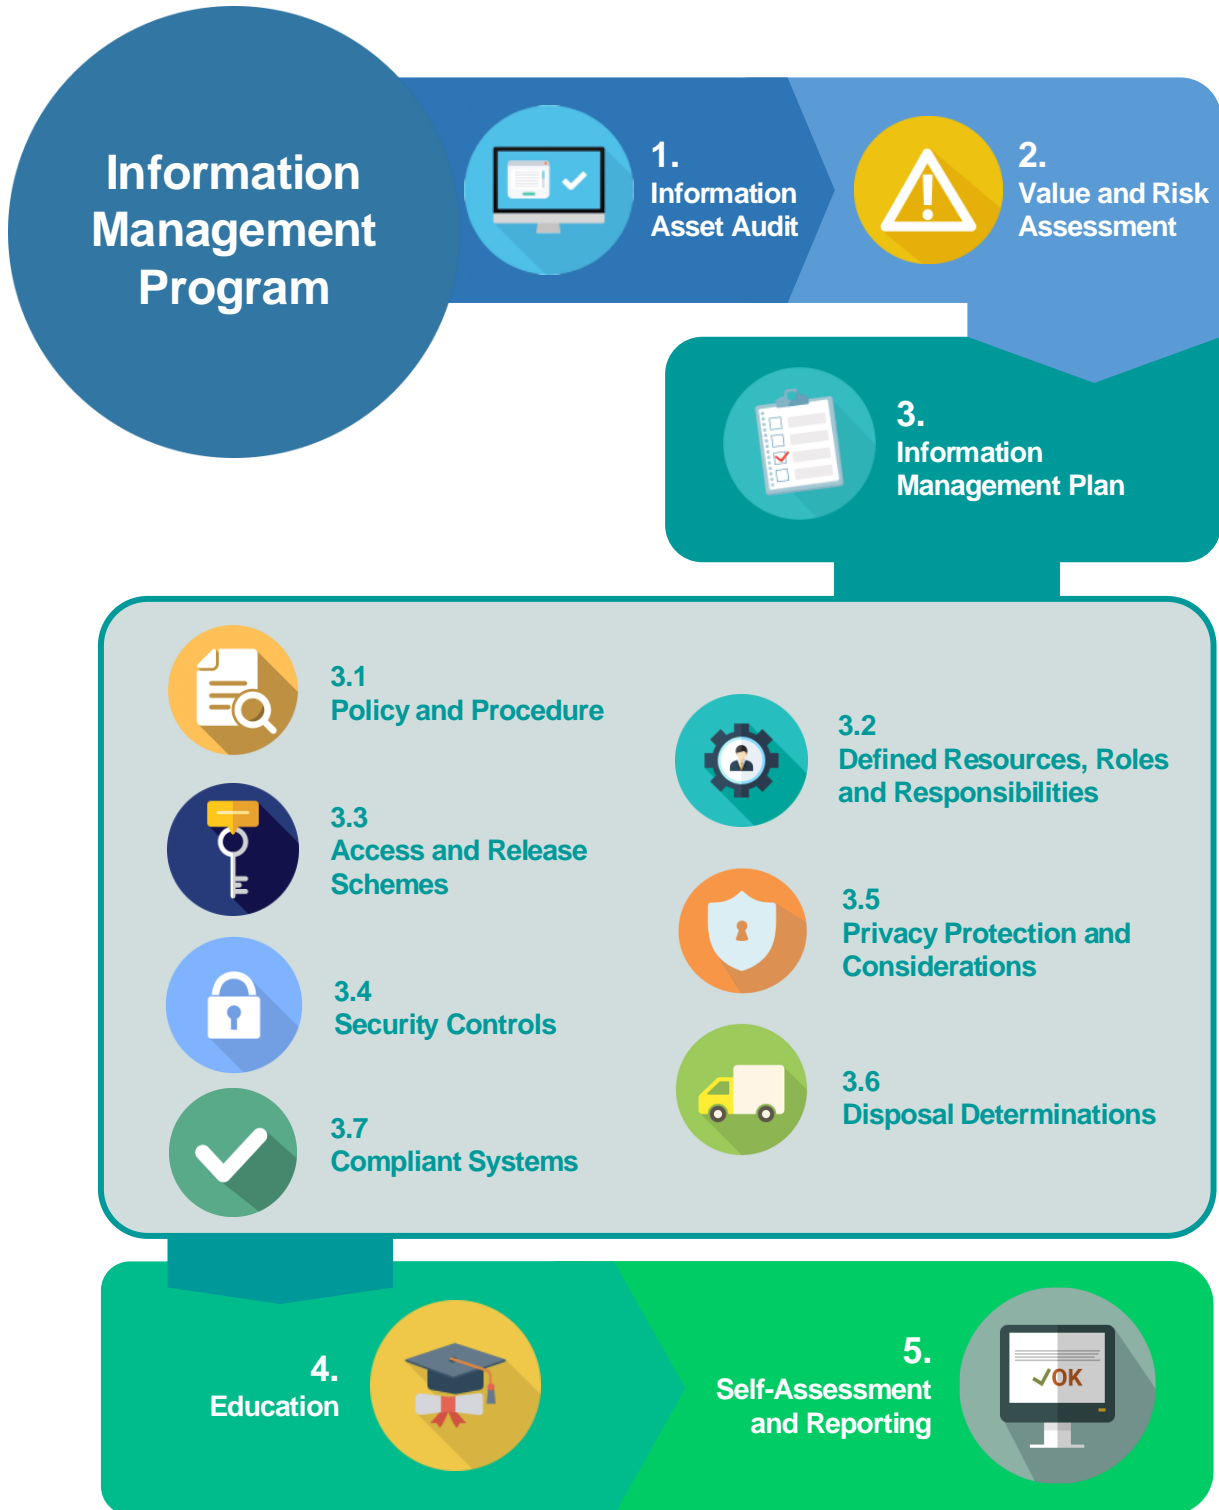 Information
Management
Program
1.
Information
Asset Audit
2.
Value and Risk
Assessment
3.
Information
Management Plan
3.1
Policy and Procedure
3.2
Defined Resources, Roles
and Responsibilities
3.3
Access and Release
Schemes
3.4
Security Controls
3.5
Privacy Protection and
Considerations
3.6
Disposal Determinations
3.7
Compliant Systems
4.
Education
5.
Self-Assessment
and Reporting
OK